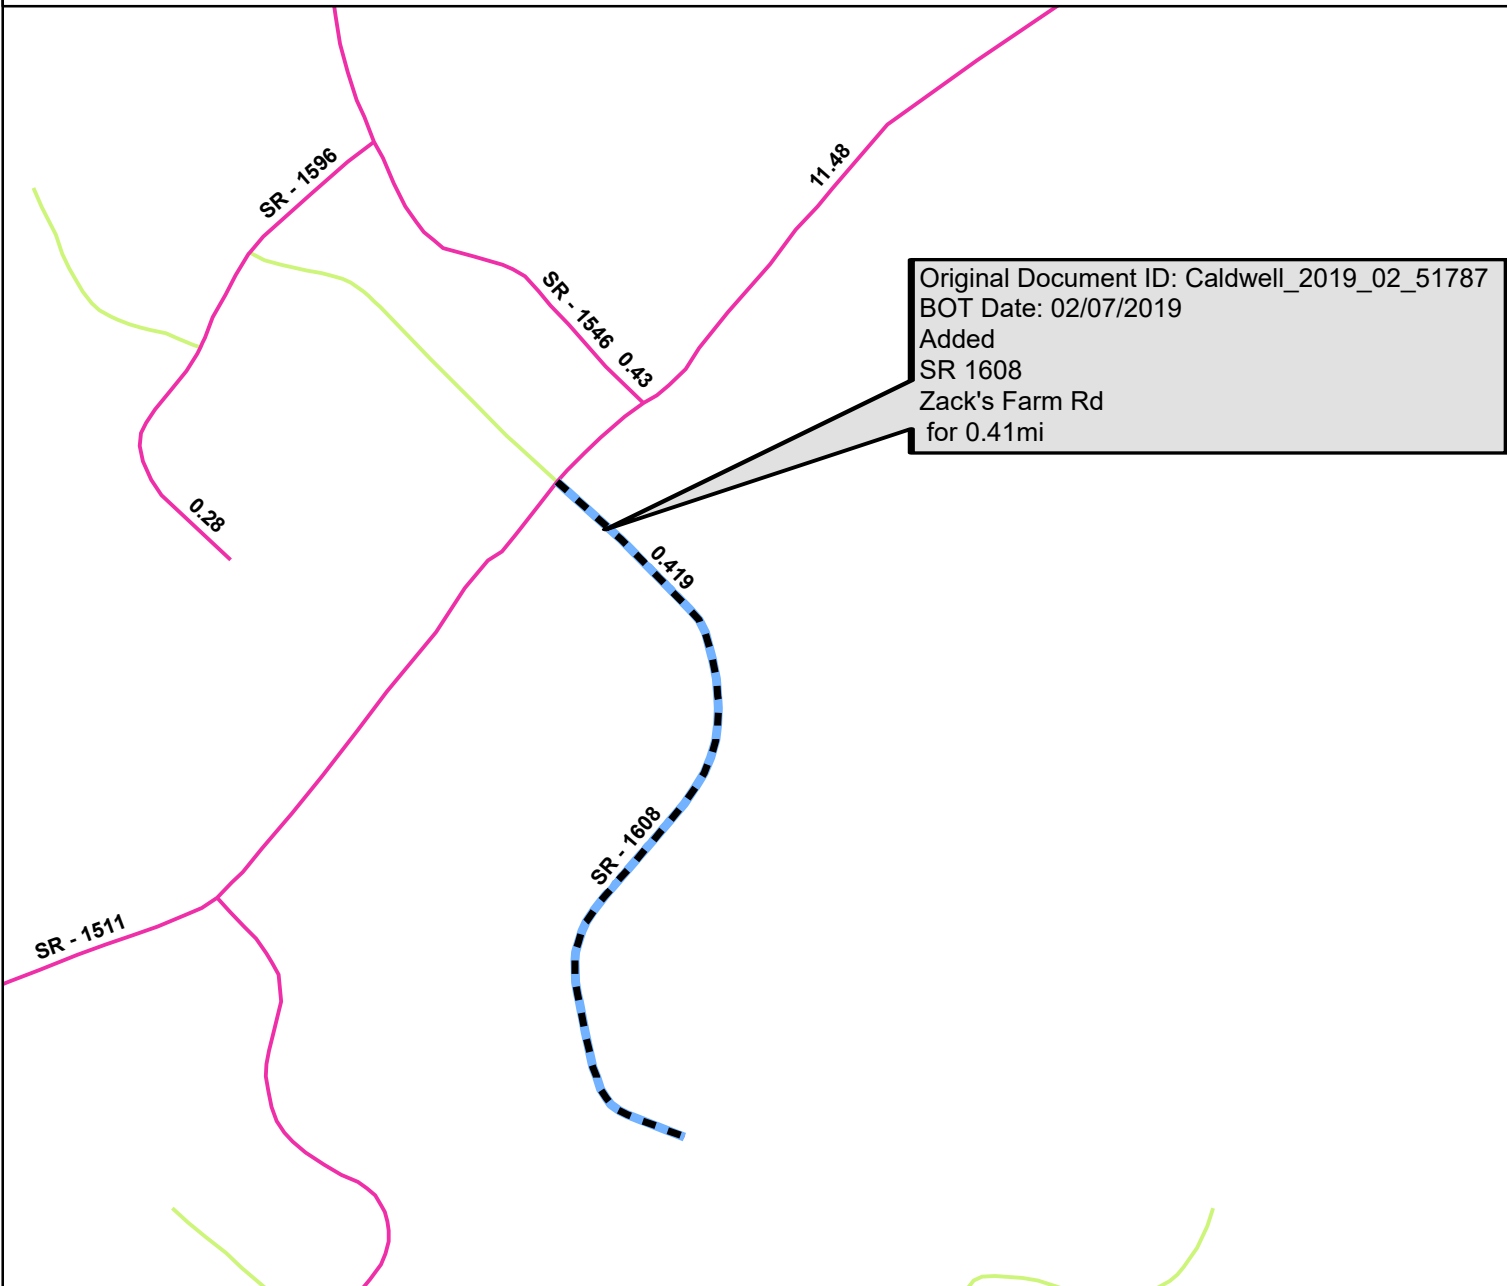 SR - 1596
11.48
Original Document ID: Caldwell_2019_02_51787
BOT Date: 02/07/2019
Added
SR 1608
Zack's Farm Rd
for 0.41mi
SR - 1546 0.43
0.28
0.419
SR - 1608
SR - 1511